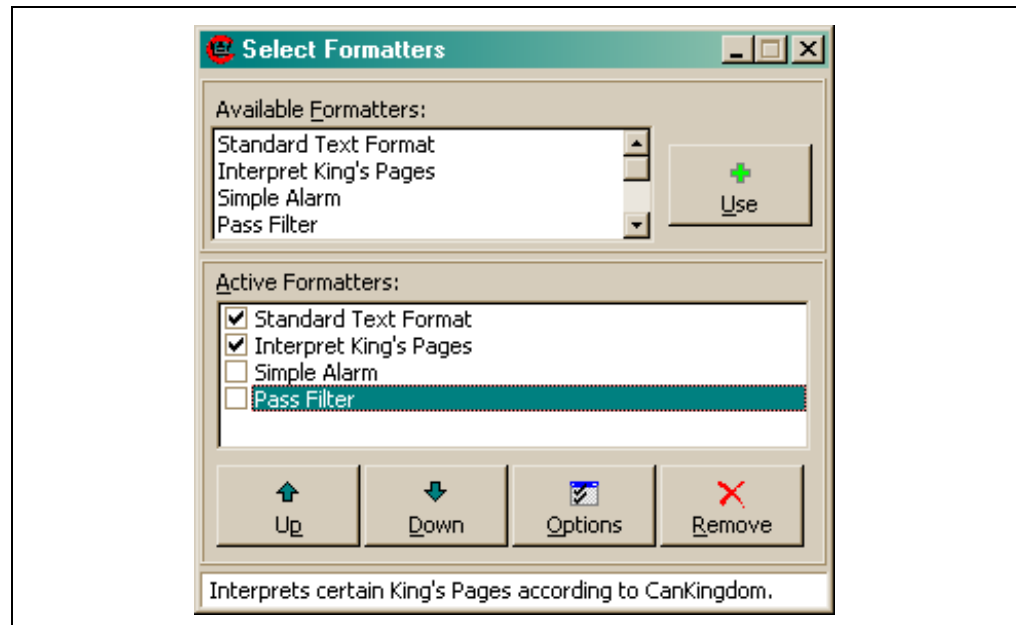 Select Formatters
Available Formatters:
Standard Text Format
Interpret King's Pages
Simple Alarm
Pass Filter
Use
Active Formatters:
Standard Text Format
Interpret King's Pages
Simple Alarm
Pass Filter
Up
Down
Options
Remove
Interprets certain King's Pages according to CanKingdom.